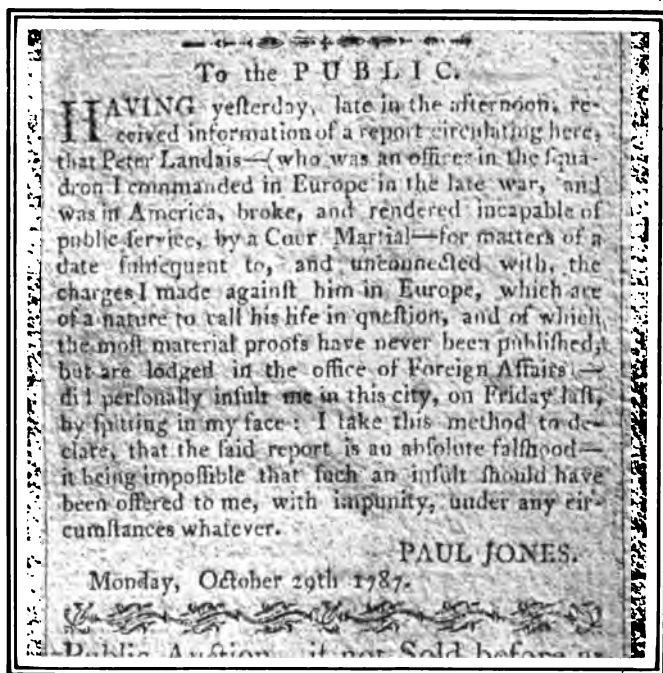 To the PUBLIC.
HAVING yeſterday, late in the afternoon, re-
ceived information of a report circulating here,
that Peter Landais—(who was an officer in the ſqua-
dron I commanded in Europe in the late war, and
was in America, broke, and rendered incapable of
public ſervice, by a Cour Martial—for matters of a
date ſubſequent to, and unconnected with, the
charges I made againſt him in Europe, which are
of a nature to call his life in queſtion, and of which,
the moſt material proofs have never been publiſhed,
but are lodged in the office of Foreign Affairs)—
did perſonally inſult me in this city, on Friday laſt,
by ſpitting in my face: I take this method to de-
clare, that the ſaid report is an abſolute falſhood—
it being impoſſible that ſuch an inſult ſhould have
been offered to me, with impunity, under any cir-
cumſtances whatever.
PAUL JONES.
Monday, October 29th 1787.
Public Auction, it not Sold before